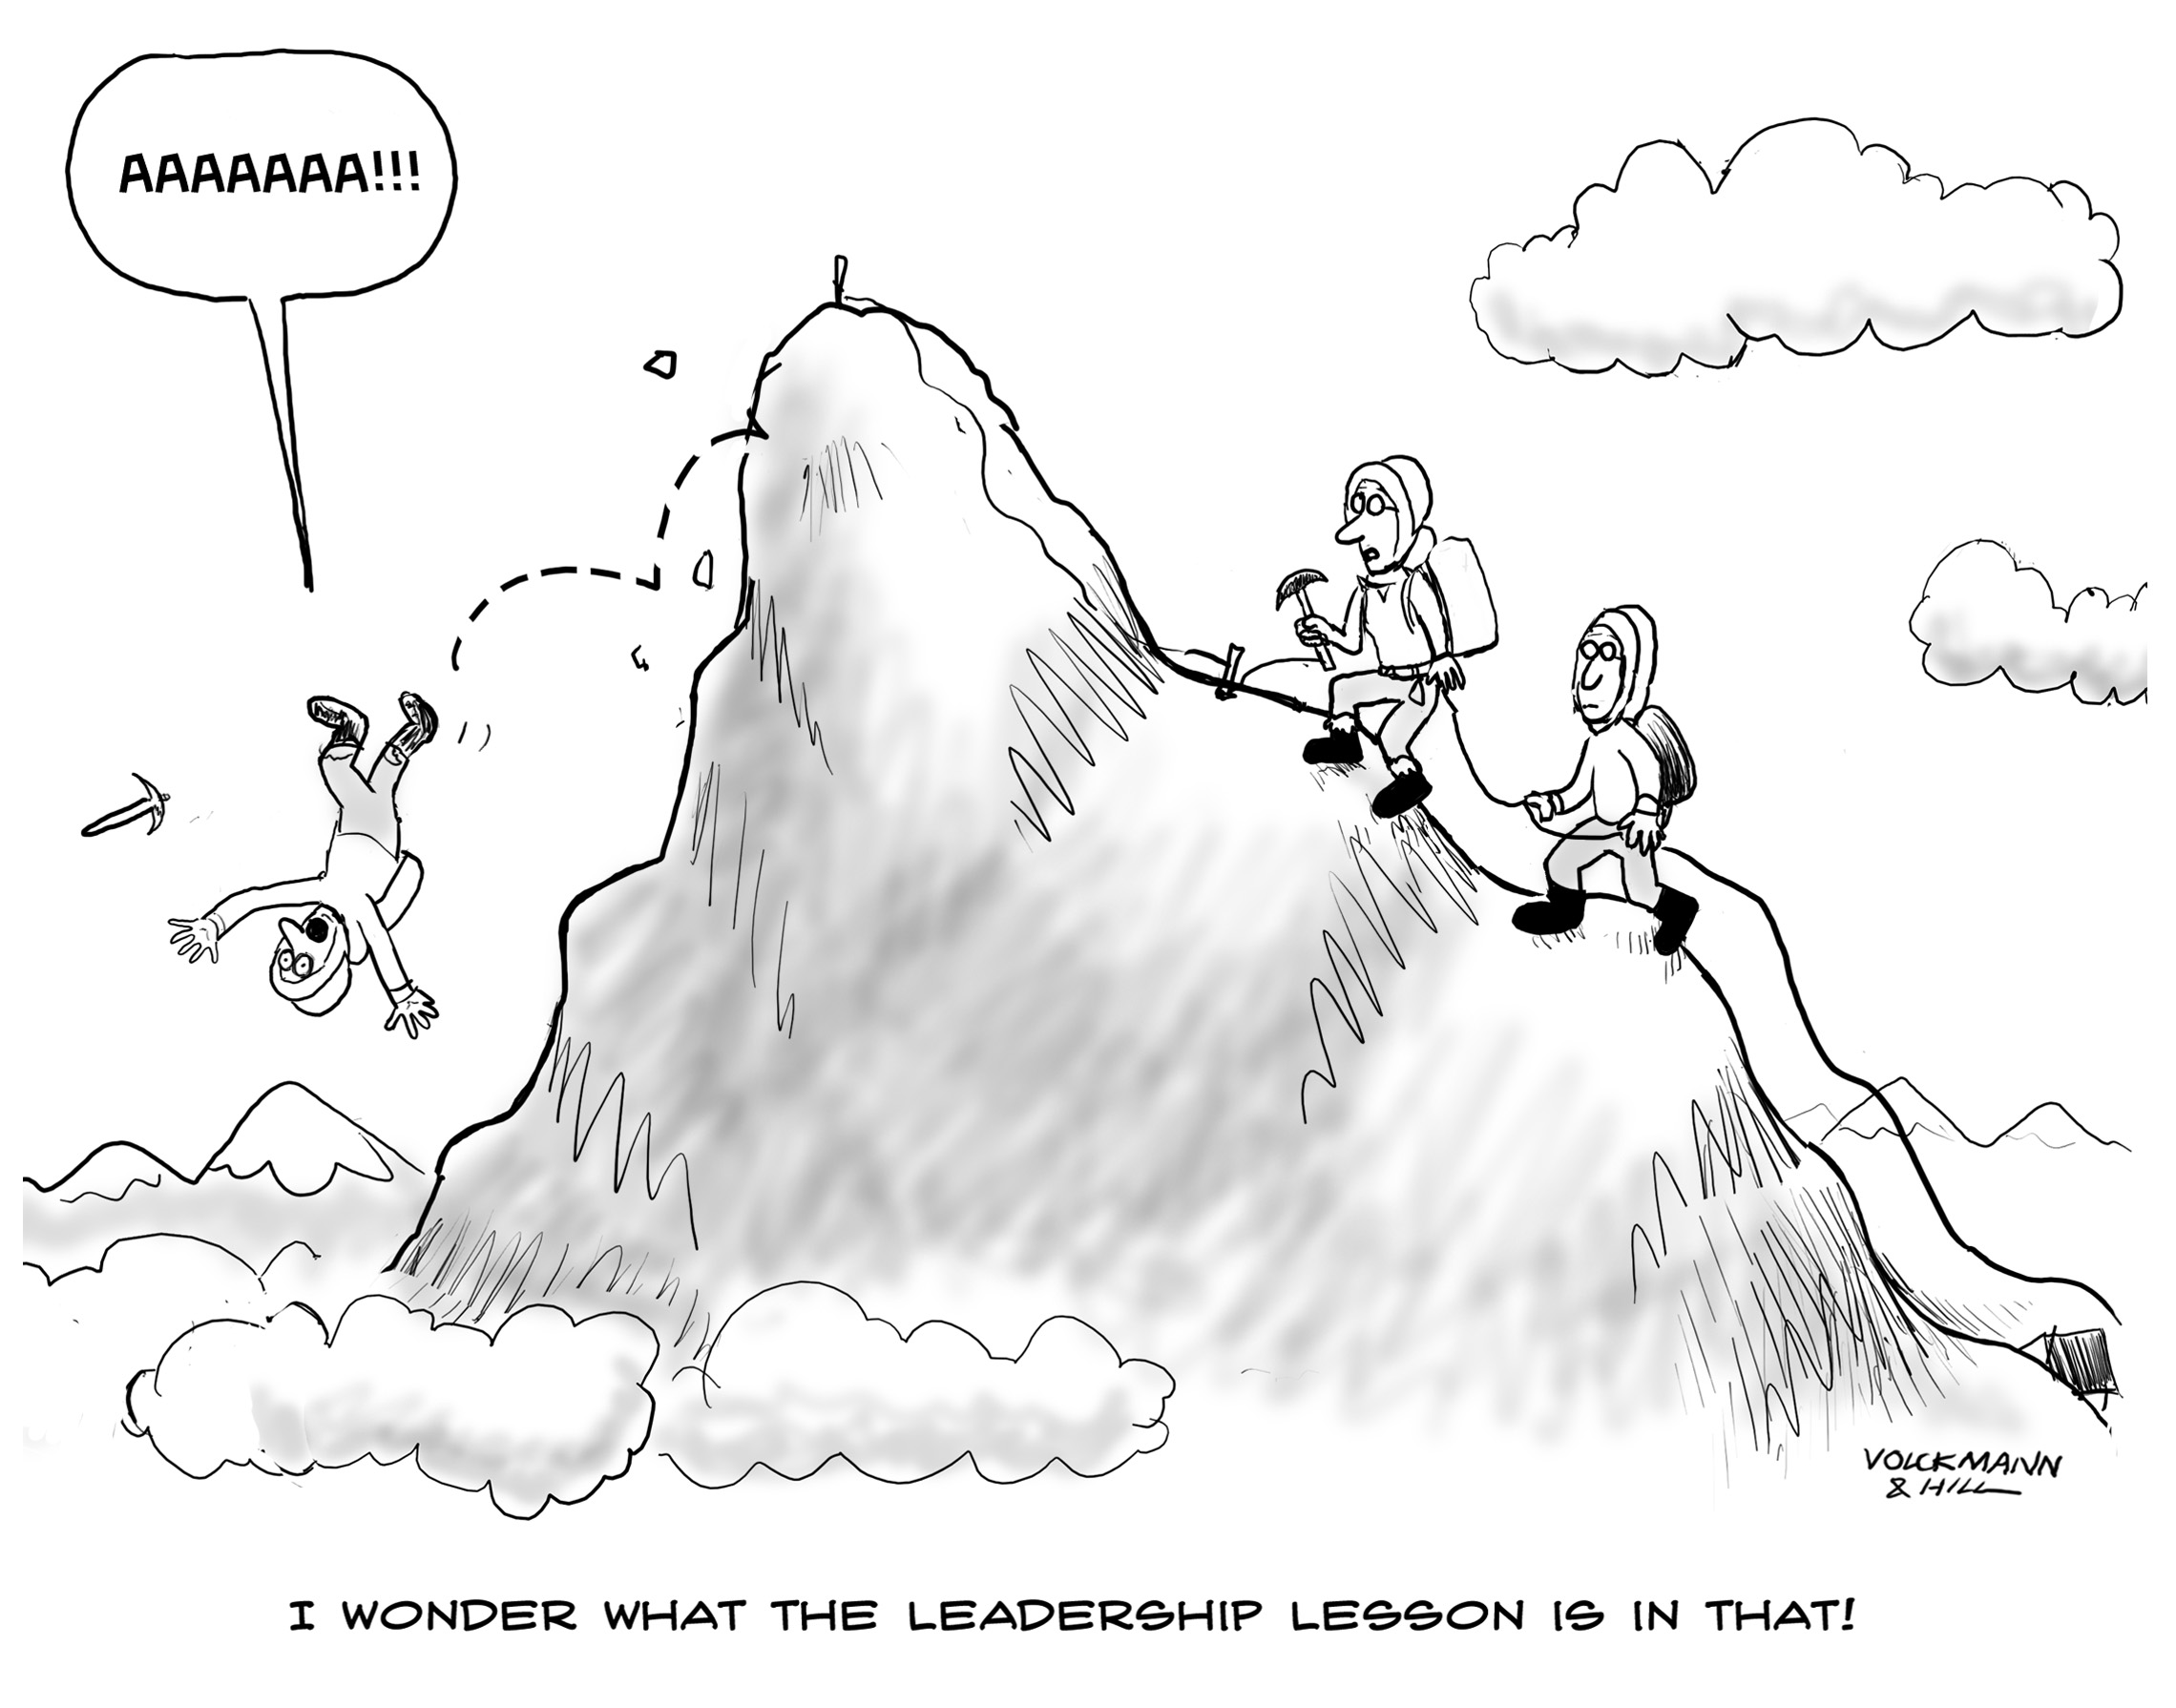 AAAAAAA!!!
VOLCKMANN
& HILL
I WONDER WHAT THE LEADERSHIP LESSON IS IN THAT!